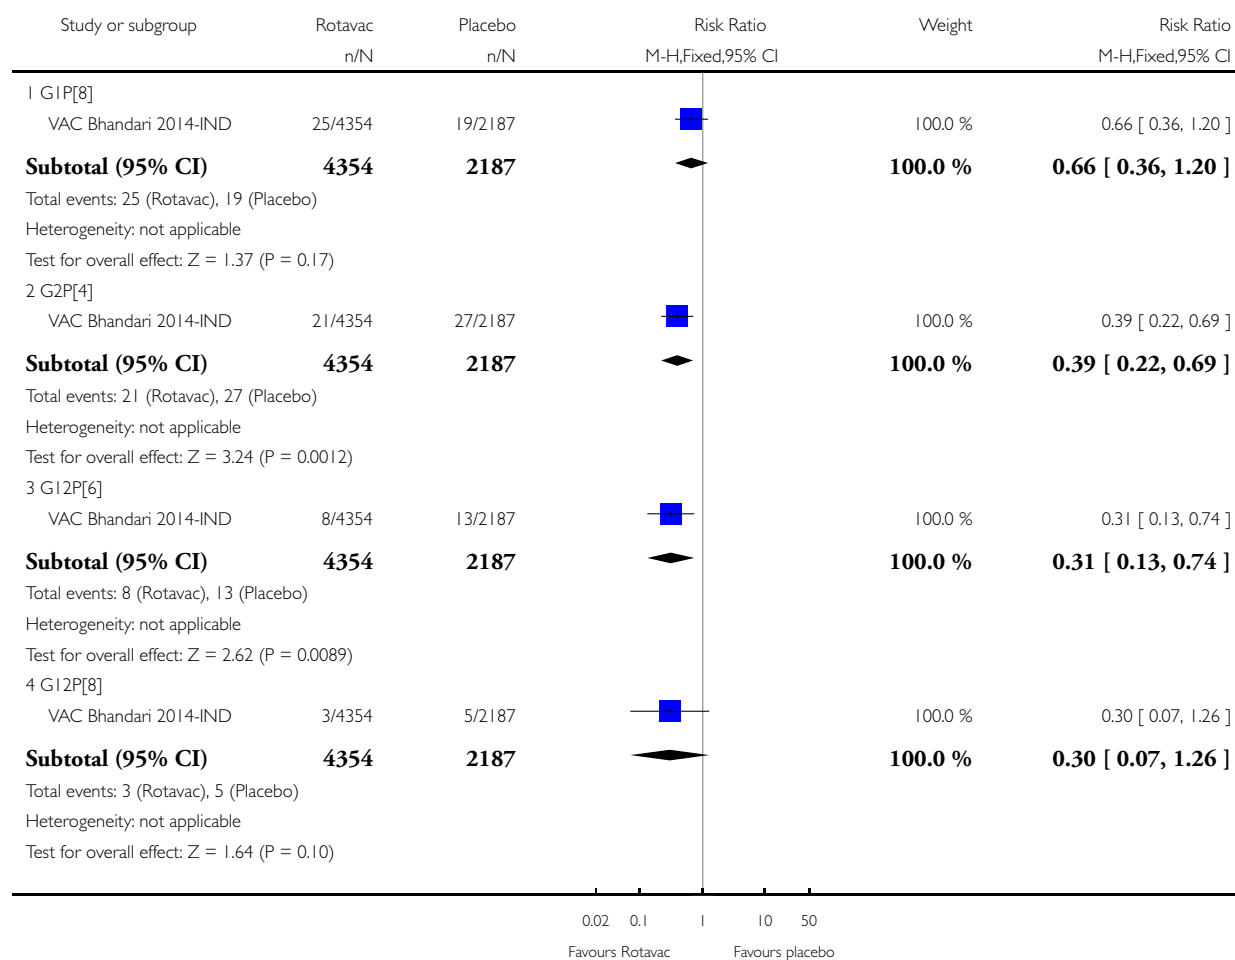 Study or subgroup Rotavac Placebo Risk Ratio Weight Risk Ratio
n/N n/N M-H,Fixed,95% CI M-H,Fixed,95% CI
1 G1P[8]
VAC Bhandari 2014-IND 25/4354 19/2187 100.0 % 0.66 [ 0.36, 1.20 ]
Subtotal (95% CI) 4354 2187 100.0 % 0.66 [ 0.36, 1.20 ]
Total events: 25 (Rotavac), 19 (Placebo)
Heterogeneity: not applicable
Test for overall effect: Z = 1.37 (P = 0.17)
2 G2P[4]
VAC Bhandari 2014-IND 21/4354 27/2187 100.0 % 0.39 [ 0.22, 0.69 ]
Subtotal (95% CI) 4354 2187 100.0 % 0.39 [ 0.22, 0.69 ]
Total events: 21 (Rotavac), 27 (Placebo)
Heterogeneity: not applicable
Test for overall effect: Z = 3.24 (P = 0.0012)
3 G12P[6]
VAC Bhandari 2014-IND 8/4354 13/2187 100.0 % 0.31 [ 0.13, 0.74 ]
Subtotal (95% CI) 4354 2187 100.0 % 0.31 [ 0.13, 0.74 ]
Total events: 8 (Rotavac), 13 (Placebo)
Heterogeneity: not applicable
Test for overall effect: Z = 2.62 (P = 0.0089)
4 G12P[8]
VAC Bhandari 2014-IND 3/4354 5/2187 100.0 % 0.30 [ 0.07, 1.26 ]
Subtotal (95% CI) 4354 2187 100.0 % 0.30 [ 0.07, 1.26 ]
Total events: 3 (Rotavac), 5 (Placebo)
Heterogeneity: not applicable
Test for overall effect: Z = 1.64 (P = 0.10)
0.02 0.1 1 10 50
Favours Rotavac Favours placebo